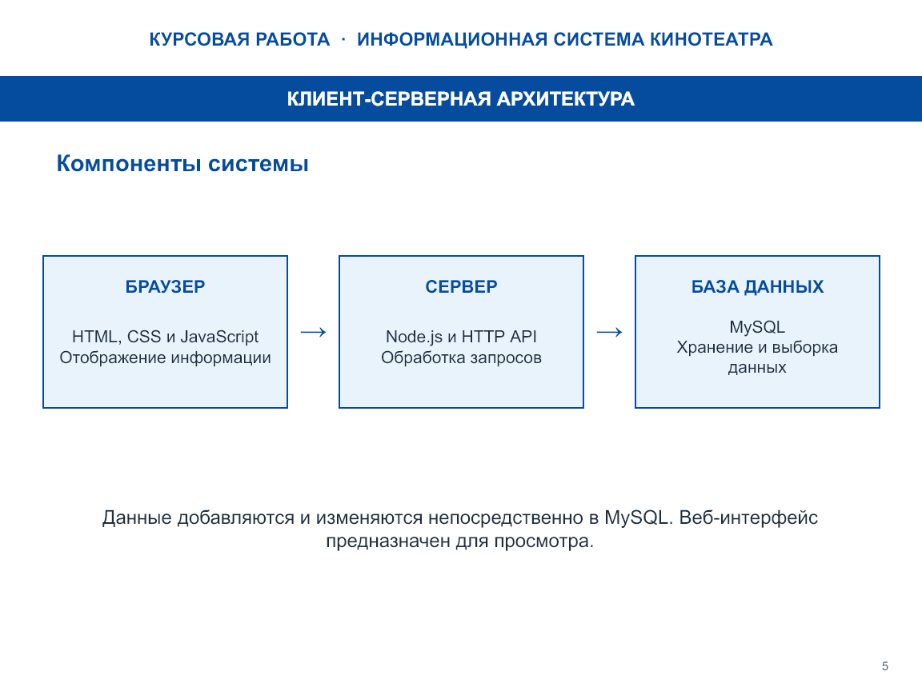 КУРСОВАЯ РАБОТА · ИНФОРМАЦИОННАЯ СИСТЕМА КИНОТЕАТРА
КЛИЕНТ-СЕРВЕРНАЯ АРХИТЕКТУРА
Компоненты системы
БРАУЗЕР
HTML, CSS и JavaScript
Отображение информации
→
СЕРВЕР
Node.js и HTTP API
Обработка запросов
→
БАЗА ДАННЫХ
MySQL
Хранение и выборка
данных
Данные добавляются и изменяются непосредственно в MySQL. Веб-интерфейс
предназначен для просмотра.
5